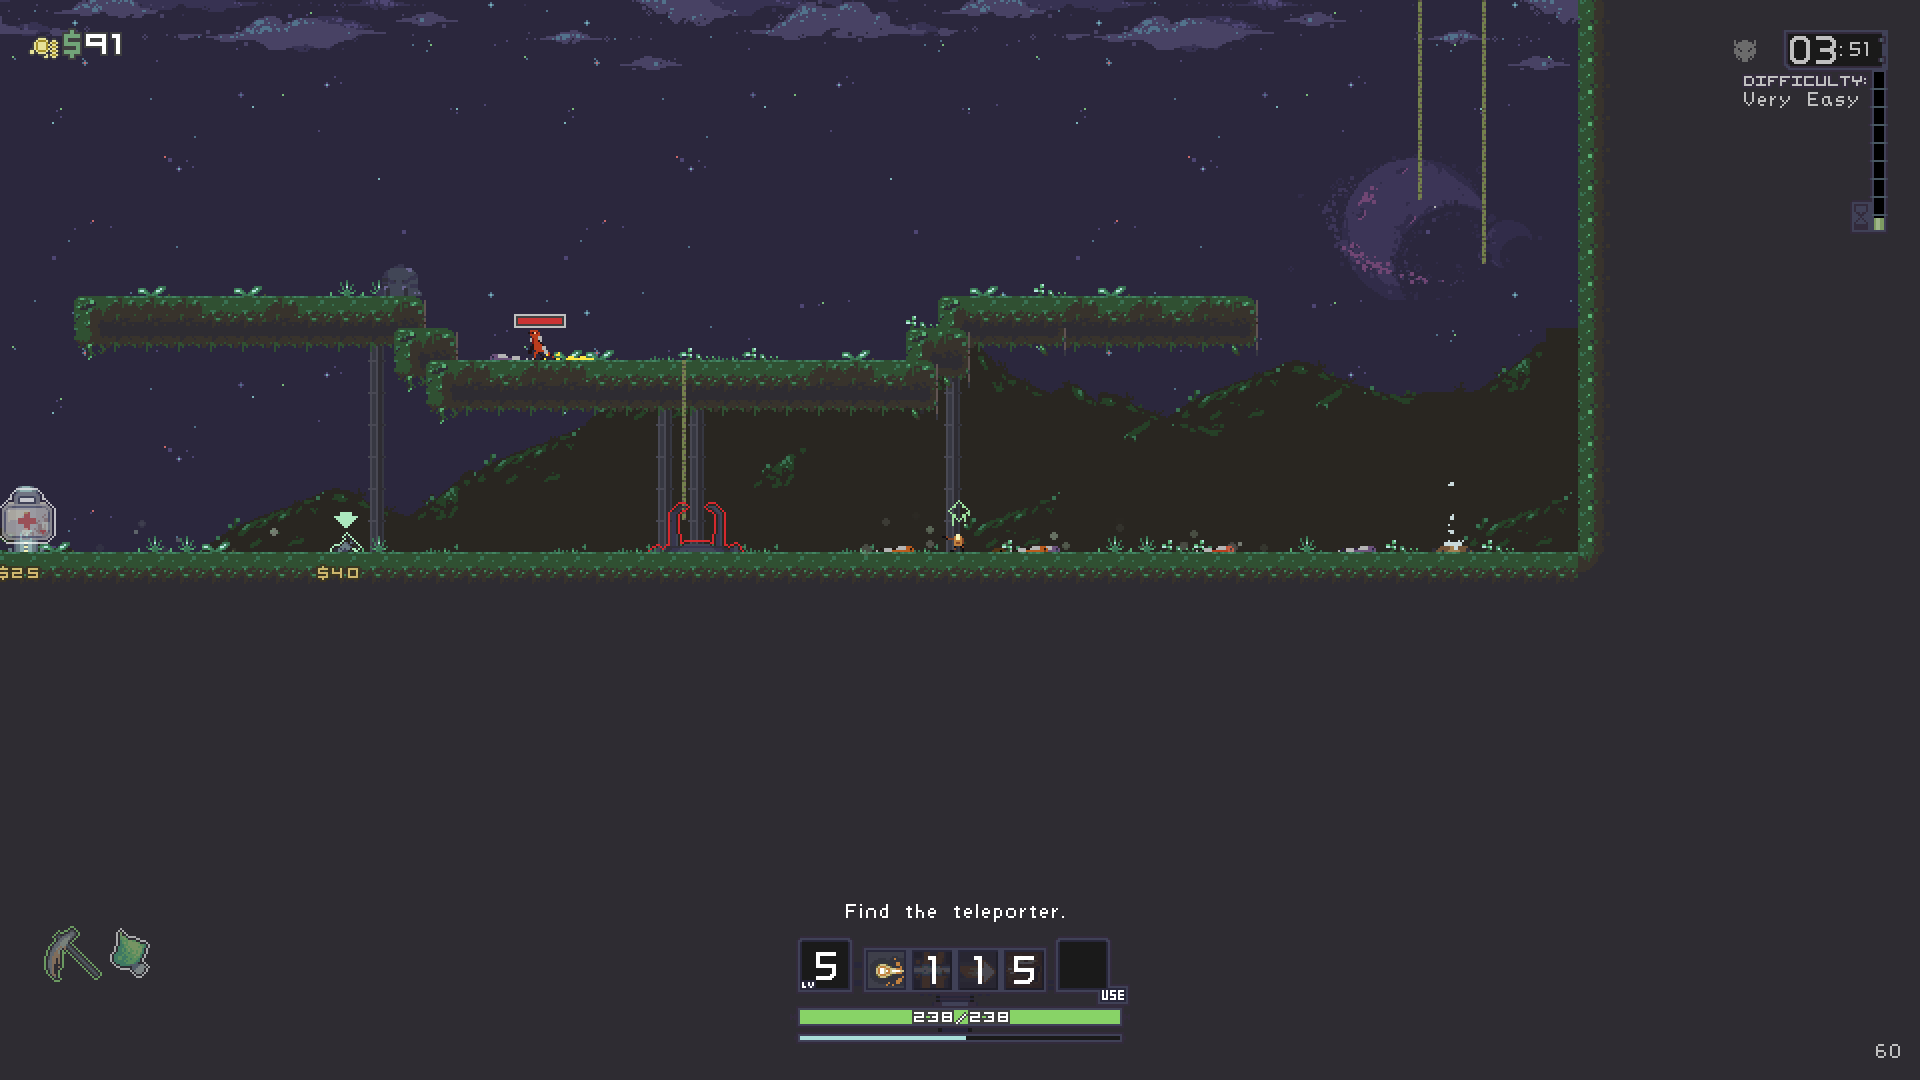 $91
03:51
DIFFICULTY:
Very Easy
$25
$40
Find the teleporter.
5
LV
1 1 5
USE
238/238
60